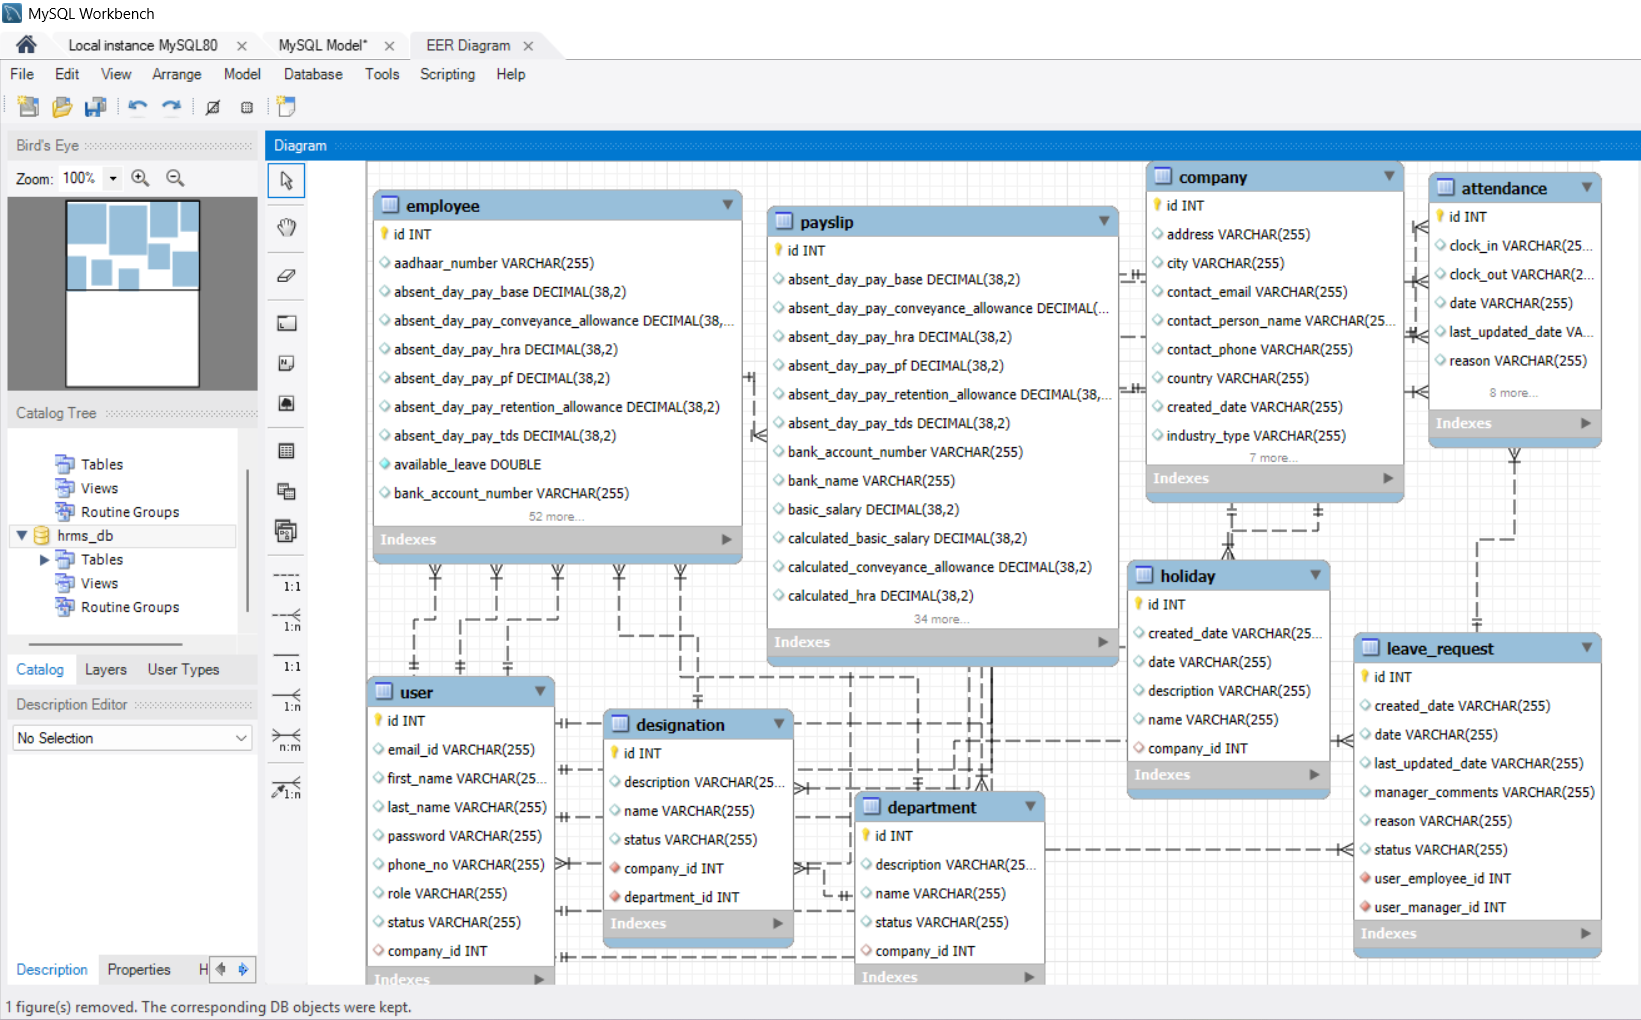 MySQL Workbench
Local instance MySQL80
MySQL Model*
EER Diagram
File Edit View Arrange Model Database Tools Scripting Help
Bird's Eye
Zoom: 100%
Catalog Tree
Tables
Views
Routine Groups
hrms_db
Tables
Views
Routine Groups
Catalog Layers User Types
Description Editor
No Selection
Description Properties H
1 figure(s) removed. The corresponding DB objects were kept.
Diagram
1:1
1:n
1:1
1:n
n:m
1:n
employee
id INT
aadhaar_number VARCHAR(255)
absent_day_pay_base DECIMAL(38,2)
absent_day_pay_conveyance_allowance DECIMAL(38,...
absent_day_pay_hra DECIMAL(38,2)
absent_day_pay_pf DECIMAL(38,2)
absent_day_pay_retention_allowance DECIMAL(38,2)
absent_day_pay_tds DECIMAL(38,2)
available_leave DOUBLE
bank_account_number VARCHAR(255)
52 more...
Indexes
payslip
id INT
absent_day_pay_base DECIMAL(38,2)
absent_day_pay_conveyance_allowance DECIMAL(...
absent_day_pay_hra DECIMAL(38,2)
absent_day_pay_pf DECIMAL(38,2)
absent_day_pay_retention_allowance DECIMAL(38,...
absent_day_pay_tds DECIMAL(38,2)
bank_account_number VARCHAR(255)
bank_name VARCHAR(255)
basic_salary DECIMAL(38,2)
calculated_basic_salary DECIMAL(38,2)
calculated_conveyance_allowance DECIMAL(38,2)
calculated_hra DECIMAL(38,2)
34 more...
Indexes
company
id INT
address VARCHAR(255)
city VARCHAR(255)
contact_email VARCHAR(255)
contact_person_name VARCHAR(25...
contact_phone VARCHAR(255)
country VARCHAR(255)
created_date VARCHAR(255)
industry_type VARCHAR(255)
7 more...
Indexes
attendance
id INT
clock_in VARCHAR(25...
clock_out VARCHAR(2...
date VARCHAR(255)
last_updated_date VA...
reason VARCHAR(255)
8 more...
Indexes
holiday
id INT
created_date VARCHAR(25...
date VARCHAR(255)
description VARCHAR(255)
name VARCHAR(255)
company_id INT
Indexes
leave_request
id INT
created_date VARCHAR(255)
date VARCHAR(255)
last_updated_date VARCHAR(255)
manager_comments VARCHAR(255)
reason VARCHAR(255)
status VARCHAR(255)
user_employee_id INT
user_manager_id INT
Indexes
user
id INT
email_id VARCHAR(255)
first_name VARCHAR(25...
last_name VARCHAR(255)
password VARCHAR(255)
phone_no VARCHAR(255)
role VARCHAR(255)
status VARCHAR(255)
company_id INT
Indexes
designation
id INT
description VARCHAR(25...
name VARCHAR(255)
status VARCHAR(255)
company_id INT
department_id INT
Indexes
department
id INT
description VARCHAR(25...
name VARCHAR(255)
status VARCHAR(255)
company_id INT
Indexes